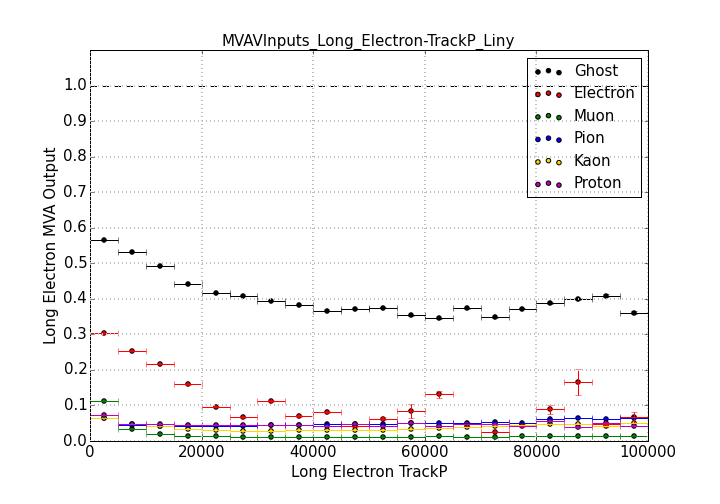 MVAVInputs_Long_Electron-TrackP_Liny
1.0
0.9
0.8
0.7
0.6
0.5
0.4
0.3
0.2
0.1
0.0
Long Electron MVA Output
Ghost
Electron
Muon
Pion
Kaon
Proton
0 20000 40000 60000 80000 100000
Long Electron TrackP